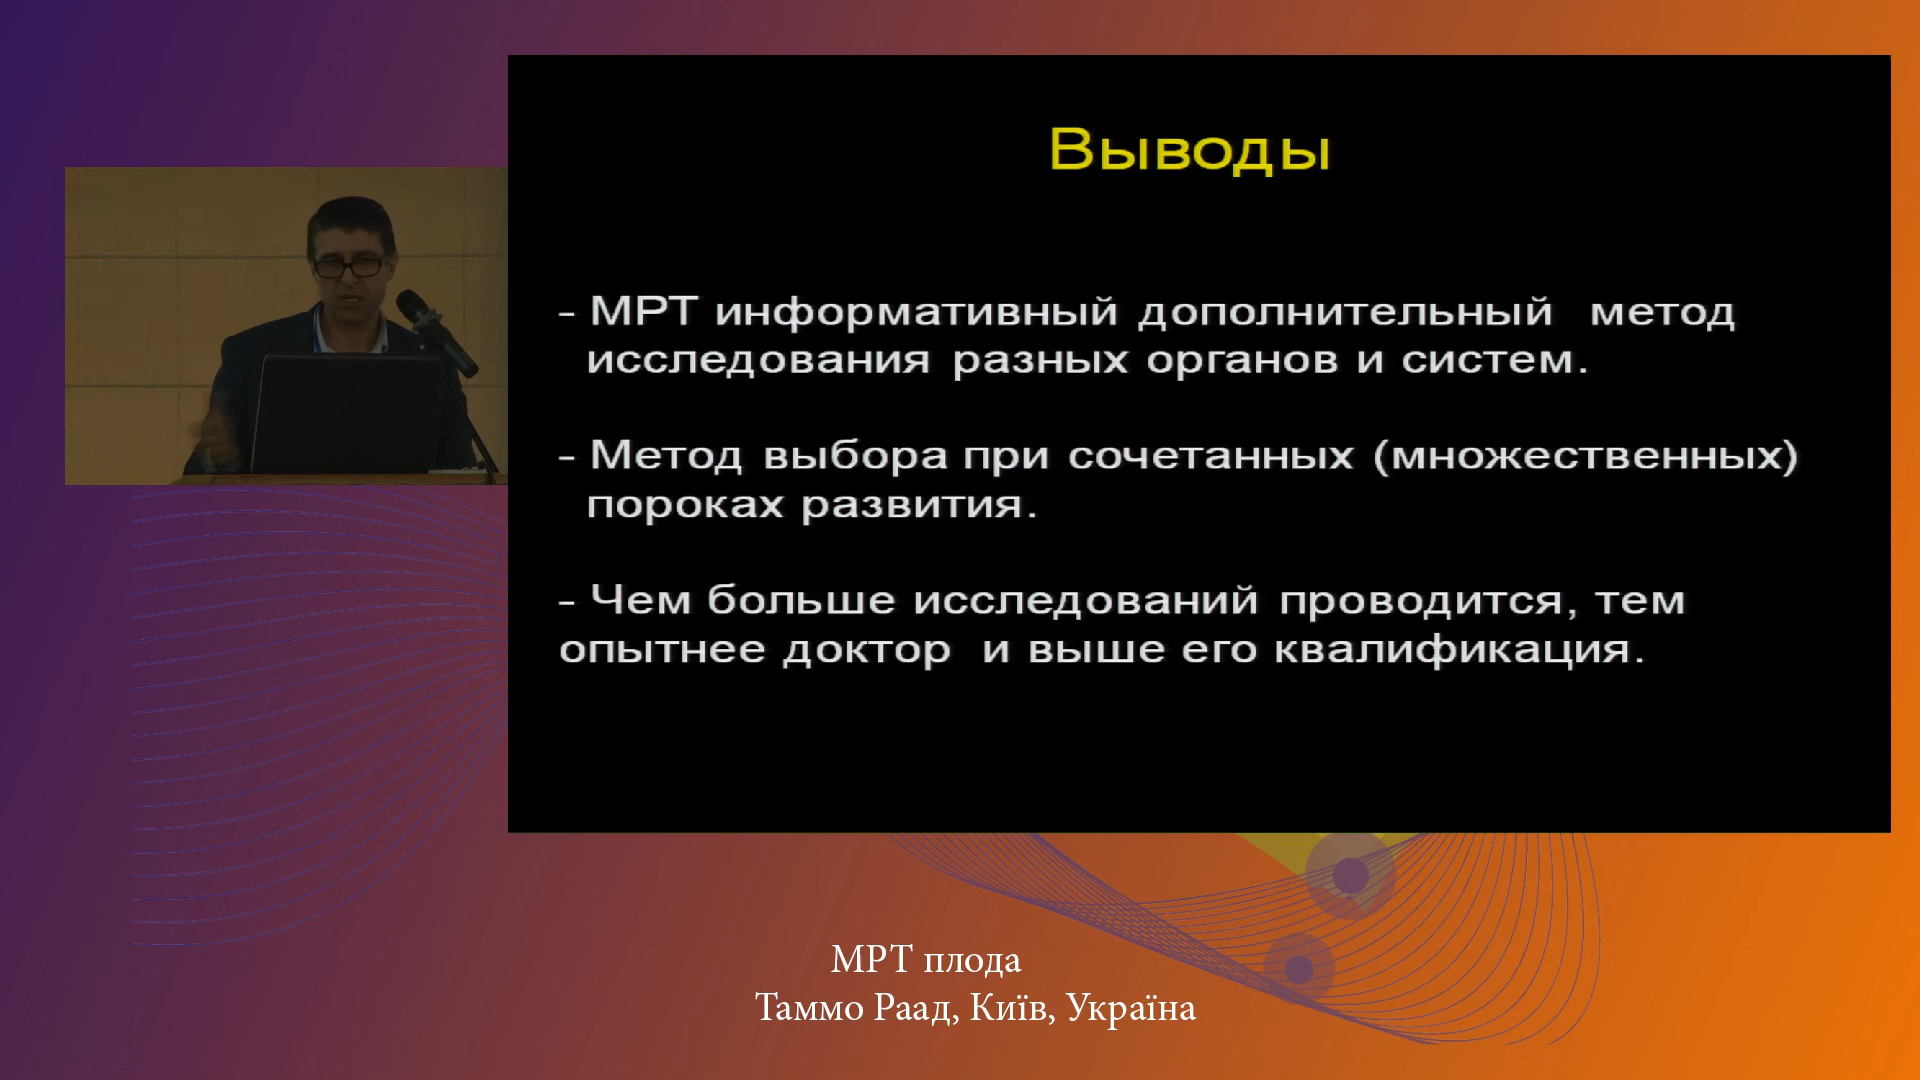 Выводы
- МРТ информативный дополнительный метод
исследования разных органов и систем.
- Метод выбора при сочетанных (множественных)
пороках развития.
- Чем больше исследований проводится, тем
опытнее доктор и выше его квалификация.
МРТ плода
Таммо Раад, Київ, Україна